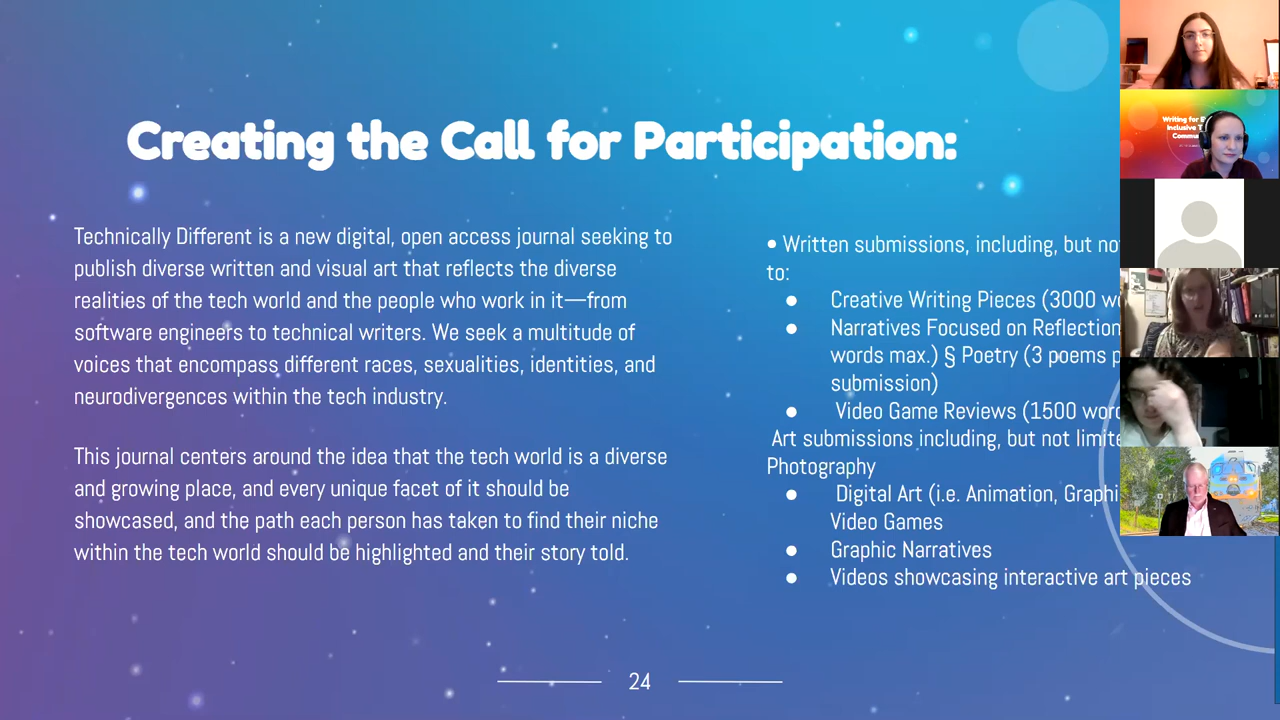 Creating the Call for Participation:
Technically Different is a new digital, open access journal seeking to
publish diverse written and visual art that reflects the diverse
realities of the tech world and the people who work in it—from
software engineers to technical writers. We seek a multitude of
voices that encompass different races, sexualities, identities, and
neurodivergences within the tech industry.
This journal centers around the idea that the tech world is a diverse
and growing place, and every unique facet of it should be
showcased, and the path each person has taken to find their niche
within the tech world should be highlighted and their story told.
• Written submissions, including, but
to:
● Creative Writing Pieces (3000
● Narratives Focused on Reflection
words max.) § Poetry (3 poems
submission)
● Video Game Reviews (1500
Art submissions including, but not
Photography
● Digital Art (i.e. Animation,
Video Games
● Graphic Narratives
● Videos showcasing interactive art pieces
24
Writing for
Inclusive